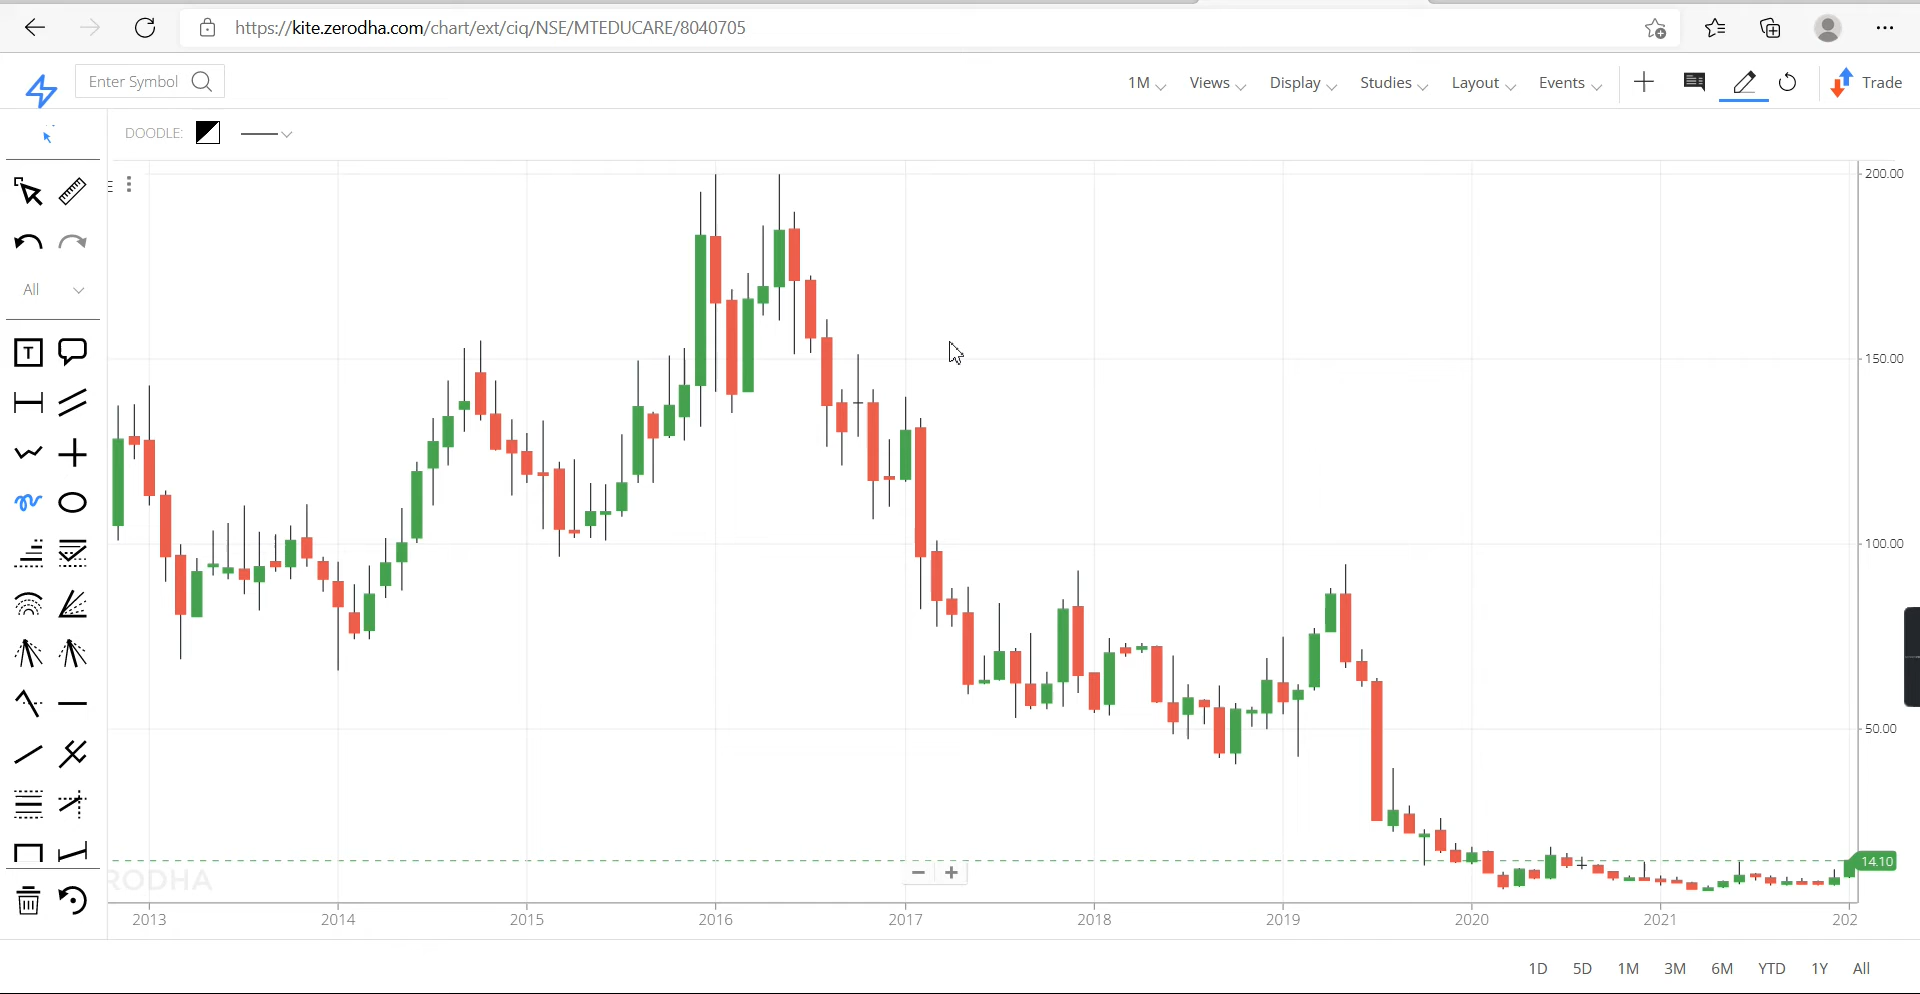 https://kite.zerodha.com/chart/ext/ciq/NSE/MTEDUCARE/8040705
Enter Symbol
1M Views Display Studies Layout Events Trade
DOODLE:
E
All
T
200.00
150.00
100.00
50.00
14.10
RODHA
2013 2014 2015 2016 2017 2018 2019 2020 2021 202
1D 5D 1M 3M 6M YTD 1Y All